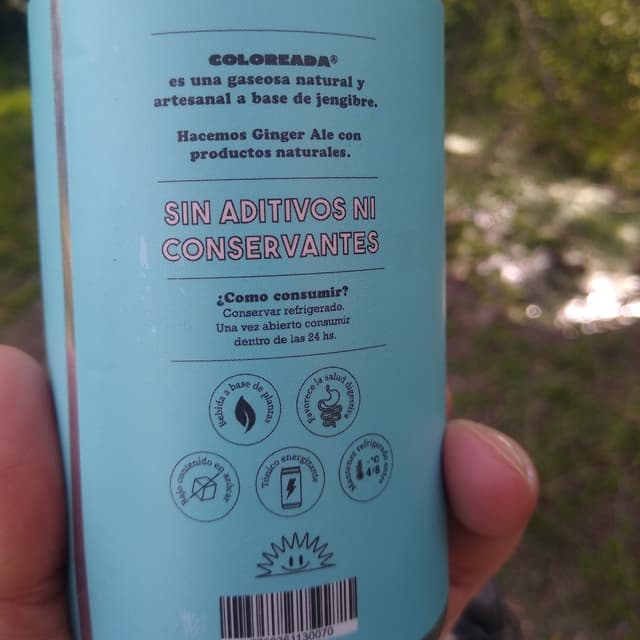 COLOREADA®
es una gaseosa natural y
artesanal a base de jengibre.
Hacemos Ginger Ale con
productos naturales.
SIN ADITIVOS NI
CONSERVANTES
¿Como consumir?
Conservar refrigerado.
Una vez abierto consumir
dentro de las 24 hs.
Bebida a base de plantas
Favorece la salud digestiva
Bajo contenido en azúcar
Tónico energizante
Mantener refrigerado
°C
4-8